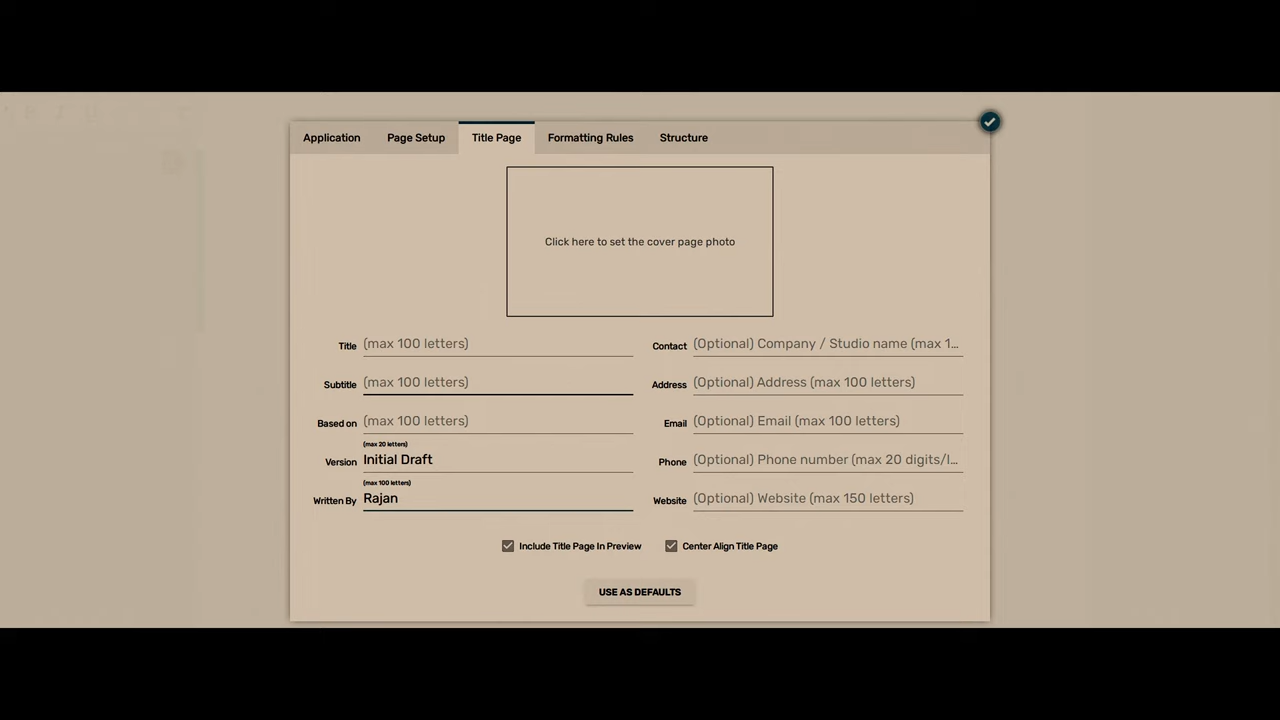 Application Page Setup Title Page Formatting Rules Structure
Click here to set the cover page photo
Title (max 100 letters)
Subtitle (max 100 letters)
Based on (max 100 letters)
(max 20 letters)
Version Initial Draft
(max 100 letters)
Written By Rajan
Contact (Optional) Company / Studio name (max 1...
Address (Optional) Address (max 100 letters)
Email (Optional) Email (max 100 letters)
Phone (Optional) Phone number (max 20 digits/l...
Website (Optional) Website (max 150 letters)
Include Title Page In Preview Center Align Title Page
USE AS DEFAULTS